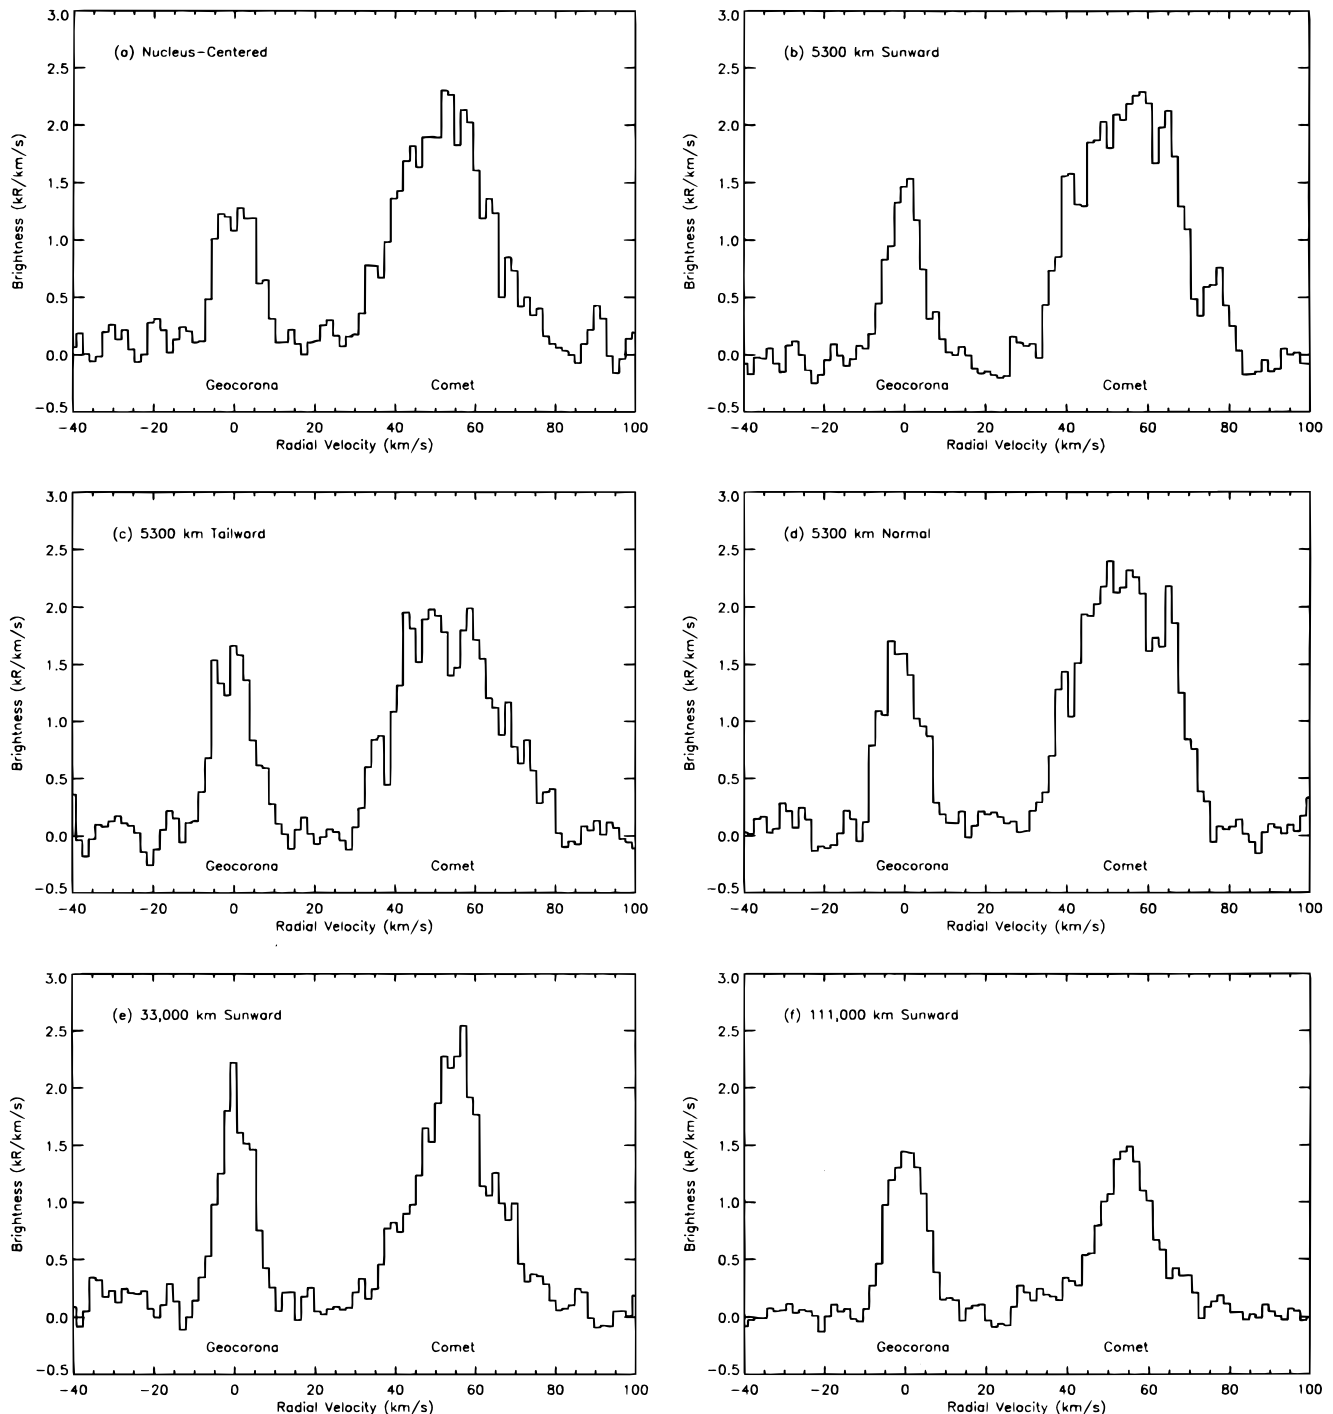 3.0
2.5
2.0
1.5
1.0
0.5
0.0
−0.5
Brightness (kR/km/s)
(a) Nucleus−Centered
Geocorona
Comet
−40 −20 0 20 40 60 80 100
Radial Velocity (km/s)
3.0
2.5
2.0
1.5
1.0
0.5
0.0
−0.5
Brightness (kR/km/s)
(b) 5300 km Sunward
Geocorona
Comet
−40 −20 0 20 40 60 80 100
Radial Velocity (km/s)
3.0
2.5
2.0
1.5
1.0
0.5
0.0
−0.5
Brightness (kR/km/s)
(c) 5300 km Tailward
Geocorona
Comet
−40 −20 0 20 40 60 80 100
Radial Velocity (km/s)
3.0
2.5
2.0
1.5
1.0
0.5
0.0
−0.5
Brightness (kR/km/s)
(d) 5300 km Normal
Geocorona
Comet
−40 −20 0 20 40 60 80 100
Radial Velocity (km/s)
3.0
2.5
2.0
1.5
1.0
0.5
0.0
−0.5
Brightness (kR/km/s)
(e) 33,000 km Sunward
Geocorona
Comet
−40 −20 0 20 40 60 80 100
Radial Velocity (km/s)
3.0
2.5
2.0
1.5
1.0
0.5
0.0
−0.5
Brightness (kR/km/s)
(f) 111,000 km Sunward
Geocorona
Comet
−40 −20 0 20 40 60 80 100
Radial Velocity (km/s)